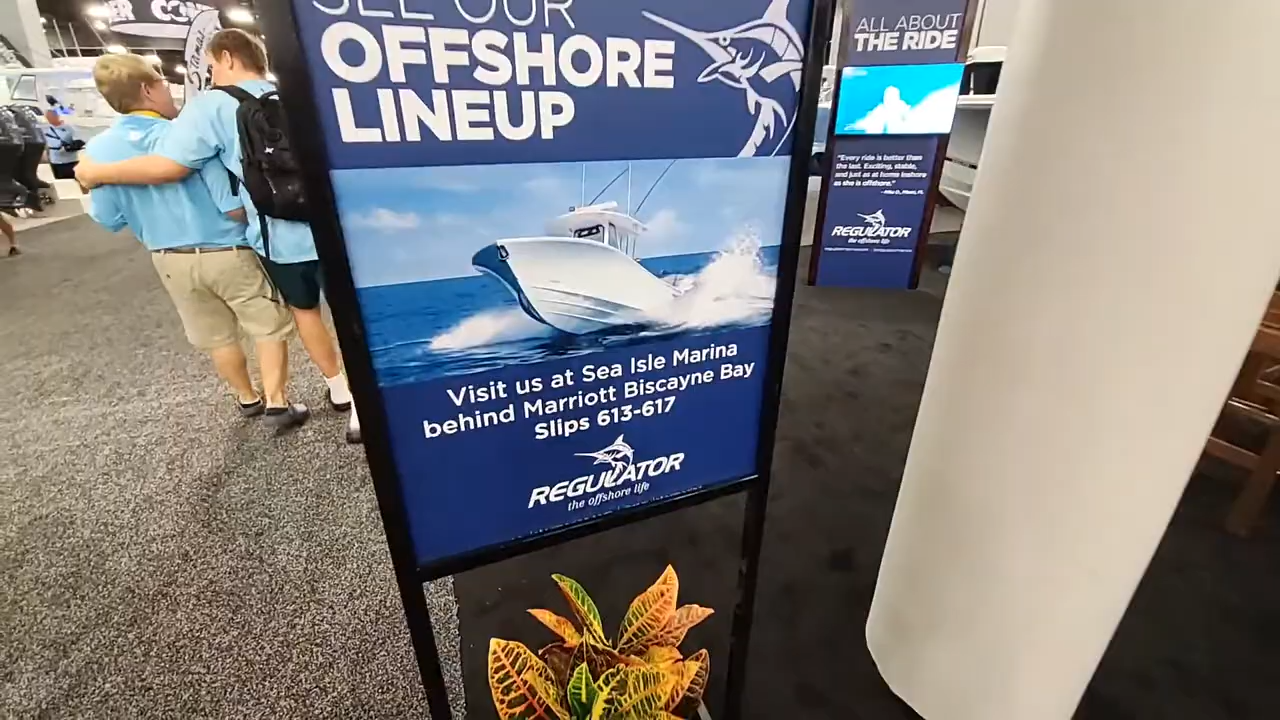 SEE OUR
OFFSHORE
LINEUP
Visit us at Sea Isle Marina
behind Marriott Biscayne Bay
Slips 613-617
REGULATOR
the offshore life
ALL ABOUT
THE RIDE
"Every ride is better than
the last. Exciting, stable,
and just as at home inshore
as she is offshore."
REGULATOR
the offshore life